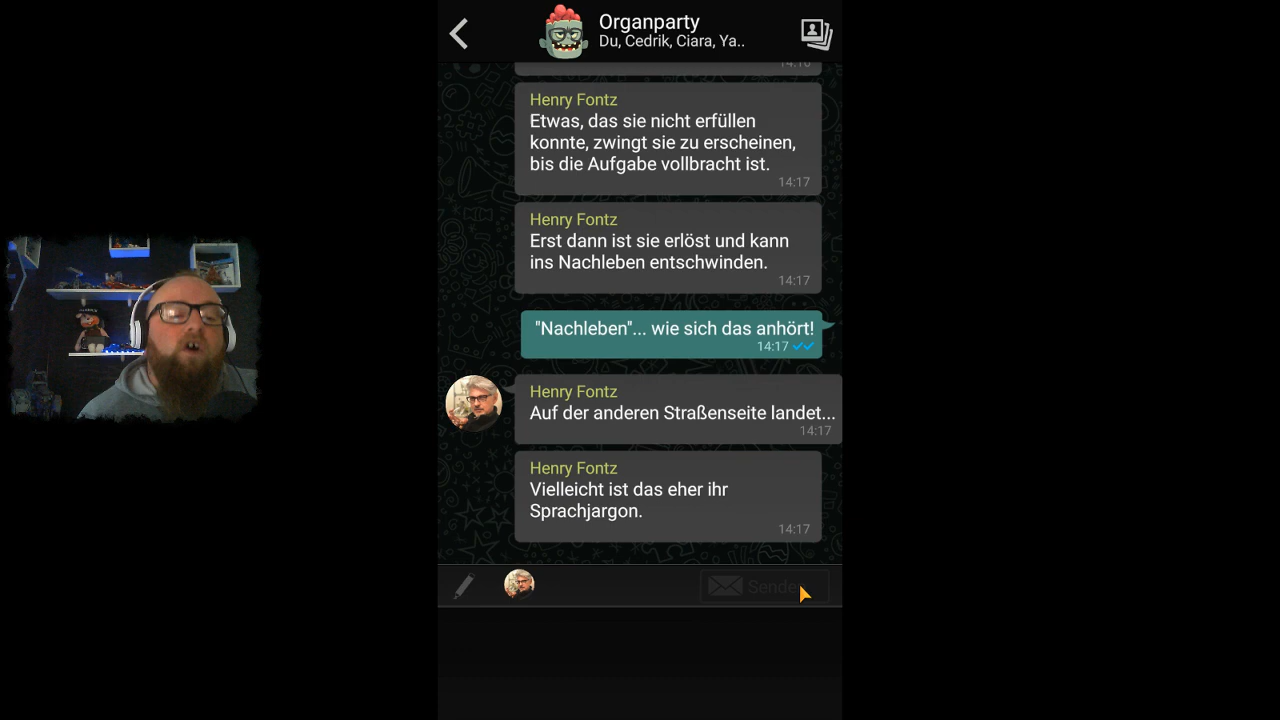 Organparty
Du, Cedrik, Ciara, Ya..
Henry Fontz
Etwas, das sie nicht erfüllen
konnte, zwingt sie zu erscheinen,
bis die Aufgabe vollbracht ist.
14:17
Henry Fontz
Erst dann ist sie erlöst und kann
ins Nachleben entschwinden.
14:17
"Nachleben"... wie sich das anhört!
14:17
Henry Fontz
Auf der anderen Straßenseite landet...
14:17
Henry Fontz
Vielleicht ist das eher ihr
Sprachjargon.
14:17